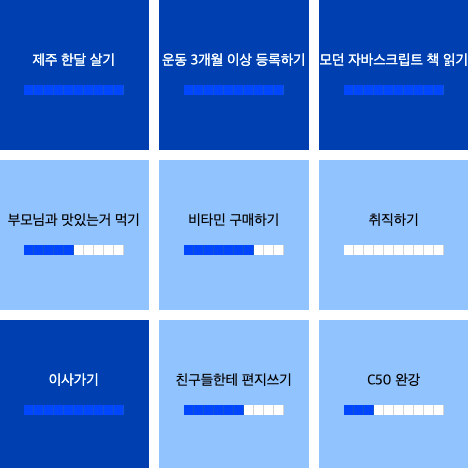 제주 한달 살기
운동 3개월 이상 등록하기
모던 자바스크립트 책 읽기
부모님과 맛있는거 먹기
비타민 구매하기
취직하기
이사가기
친구들한테 편지쓰기
C50 완강